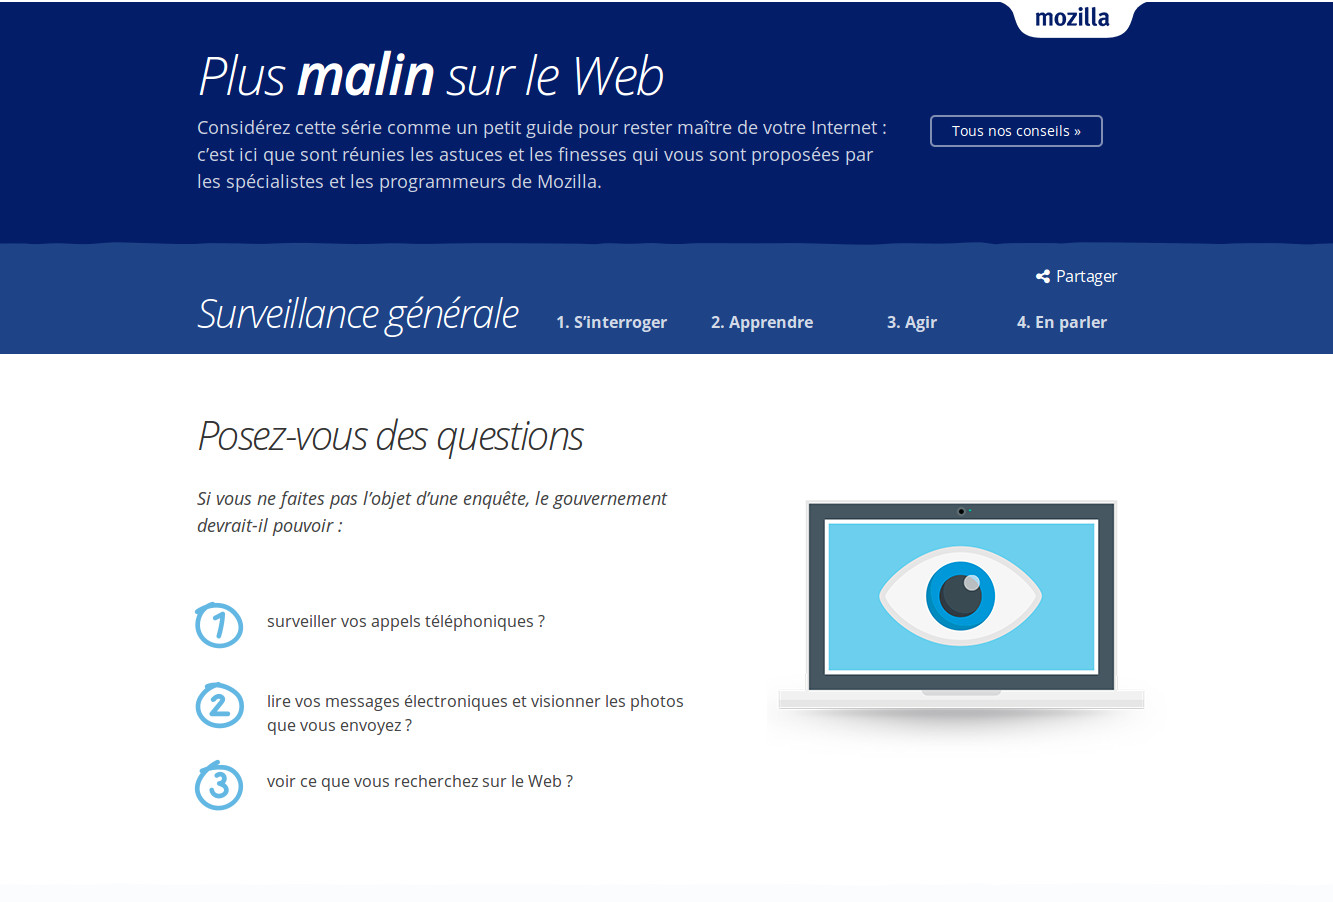 mozilla
Plus malin sur le Web
Considérez cette série comme un petit guide pour rester maître de votre Internet :
c’est ici que sont réunies les astuces et les finesses qui vous sont proposées par
les spécialistes et les programmeurs de Mozilla.
Tous nos conseils »
Partager
Surveillance générale
1. S’interroger
2. Apprendre
3. Agir
4. En parler
Posez-vous des questions
Si vous ne faites pas l’objet d’une enquête, le gouvernement
devrait-il pouvoir :
1
surveiller vos appels téléphoniques ?
2
lire vos messages électroniques et visionner les photos
que vous envoyez ?
3
voir ce que vous recherchez sur le Web ?